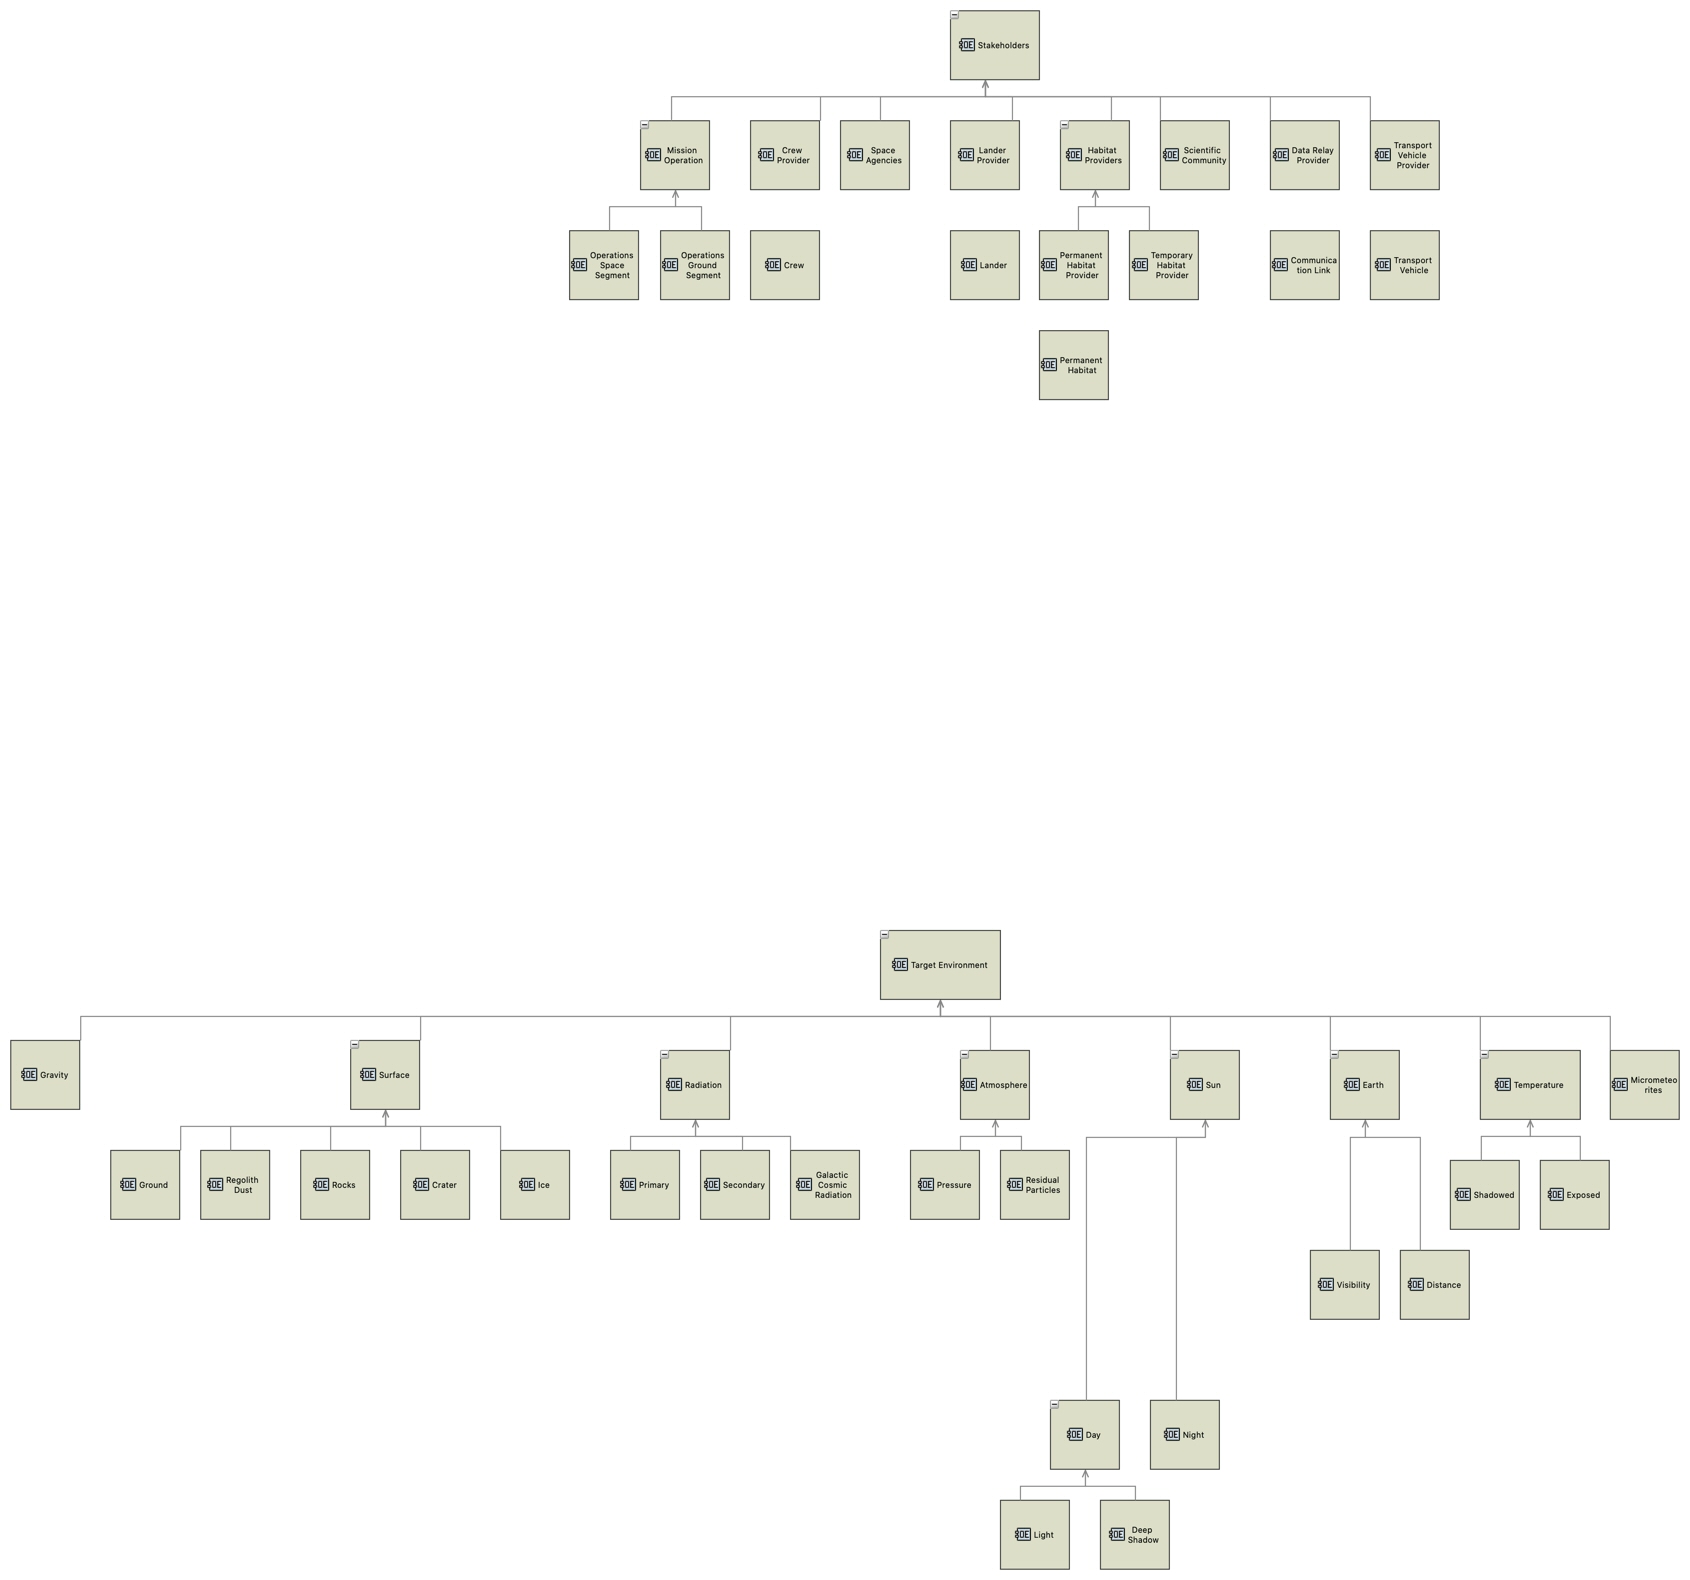 OE Stakeholders
OE Mission
Operation
OE Crew
Provider
OE Space
Agencies
OE Lander
Provider
OE Habitat
Providers
OE Scientific
Community
OE Data Relay
Provider
OE Transport
Vehicle
Provider
OE Operations
Space
Segment
OE Operations
Ground
Segment
OE Crew
OE Lander
OE Permanent
Habitat
Provider
OE Temporary
Habitat
Provider
OE Communica
tion Link
OE Transport
Vehicle
OE Permanent
Habitat
OE Target Environment
OE Gravity
OE Surface
OE Radiation
OE Atmosphere
OE Sun
OE Earth
OE Temperature
OE Micrometeo
rites
OE Ground
OE Regolith
Dust
OE Rocks
OE Crater
OE Ice
OE Primary
OE Secondary
OE Galactic
Cosmic
Radiation
OE Pressure
OE Residual
Particles
OE Shadowed
OE Exposed
OE Visibility
OE Distance
OE Day
OE Night
OE Light
OE Deep
Shadow